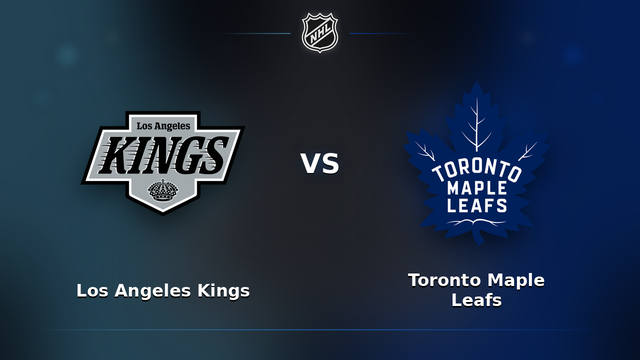 NHL
Los Angeles
KINGS
VS
TORONTO
MAPLE
LEAFS
Los Angeles Kings
Toronto Maple
Leafs